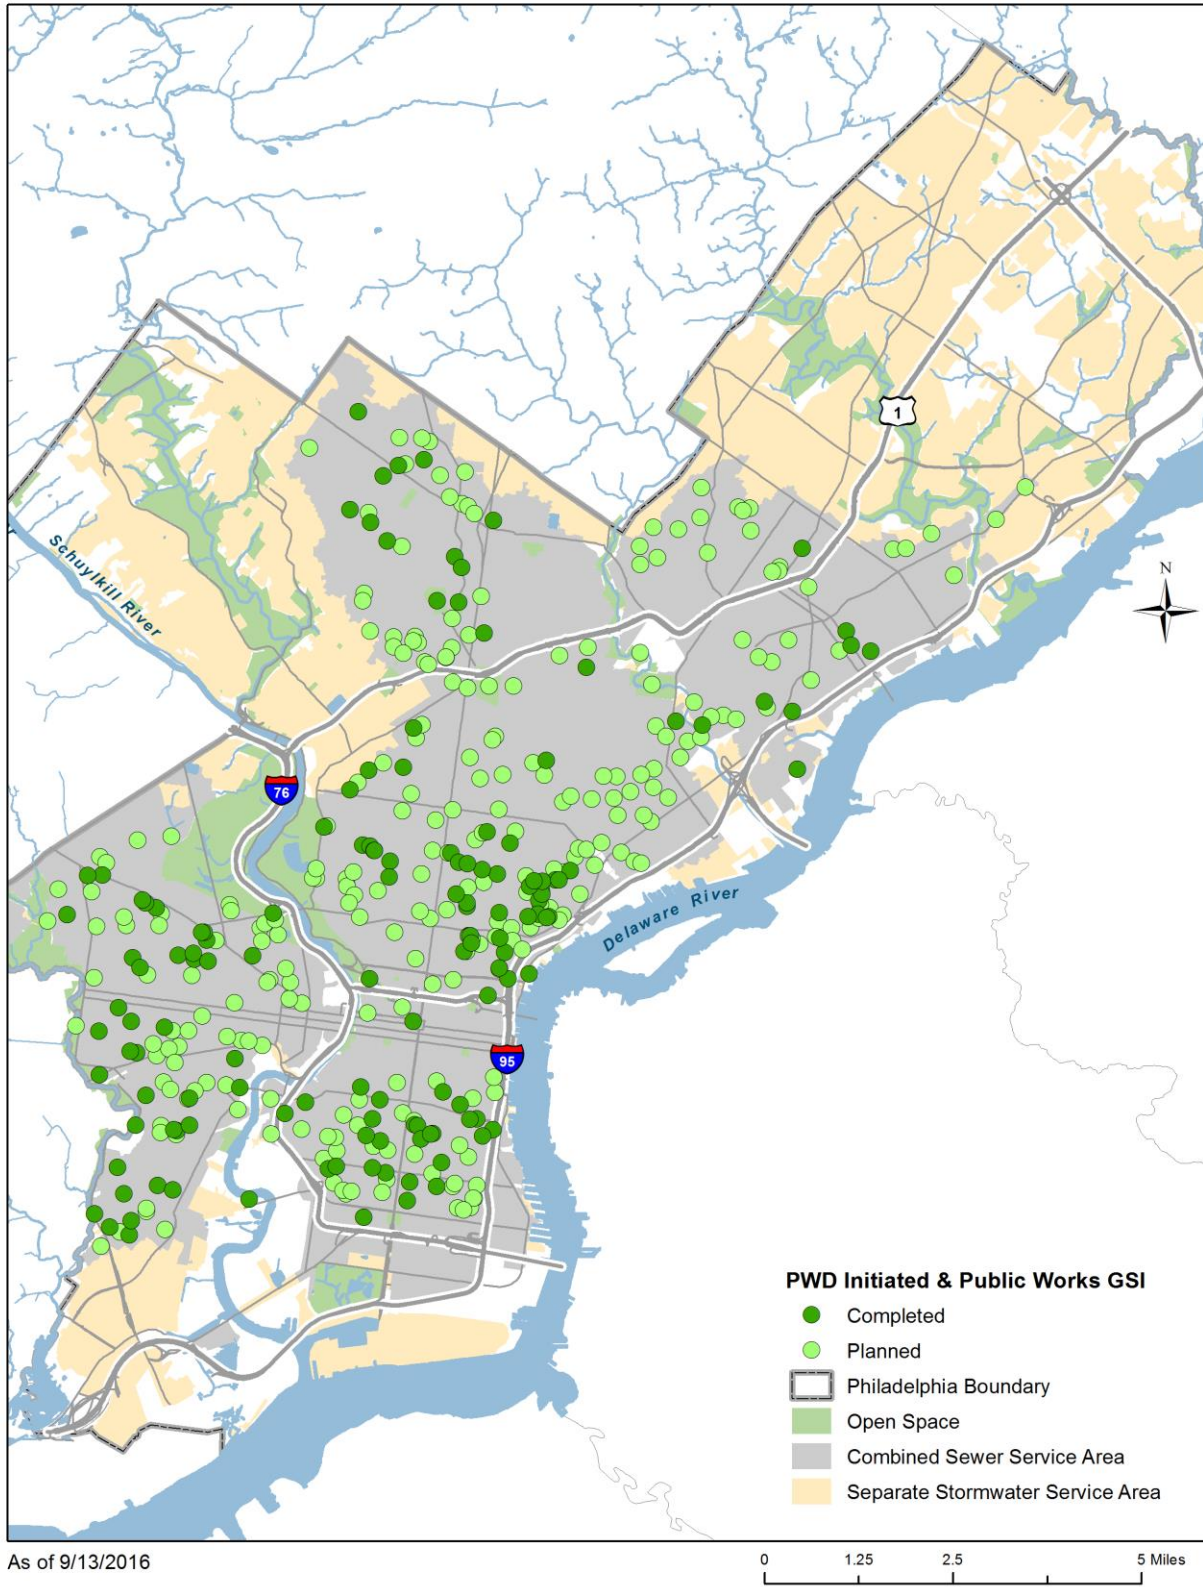 1
Schuylkill River
N
76
Delaware River
95
PWD Initiated & Public Works GSI
Completed
Planned
Philadelphia Boundary
Open Space
Combined Sewer Service Area
Separate Stormwater Service Area
As of 9/13/2016
0 1.25 2.5 5 Miles